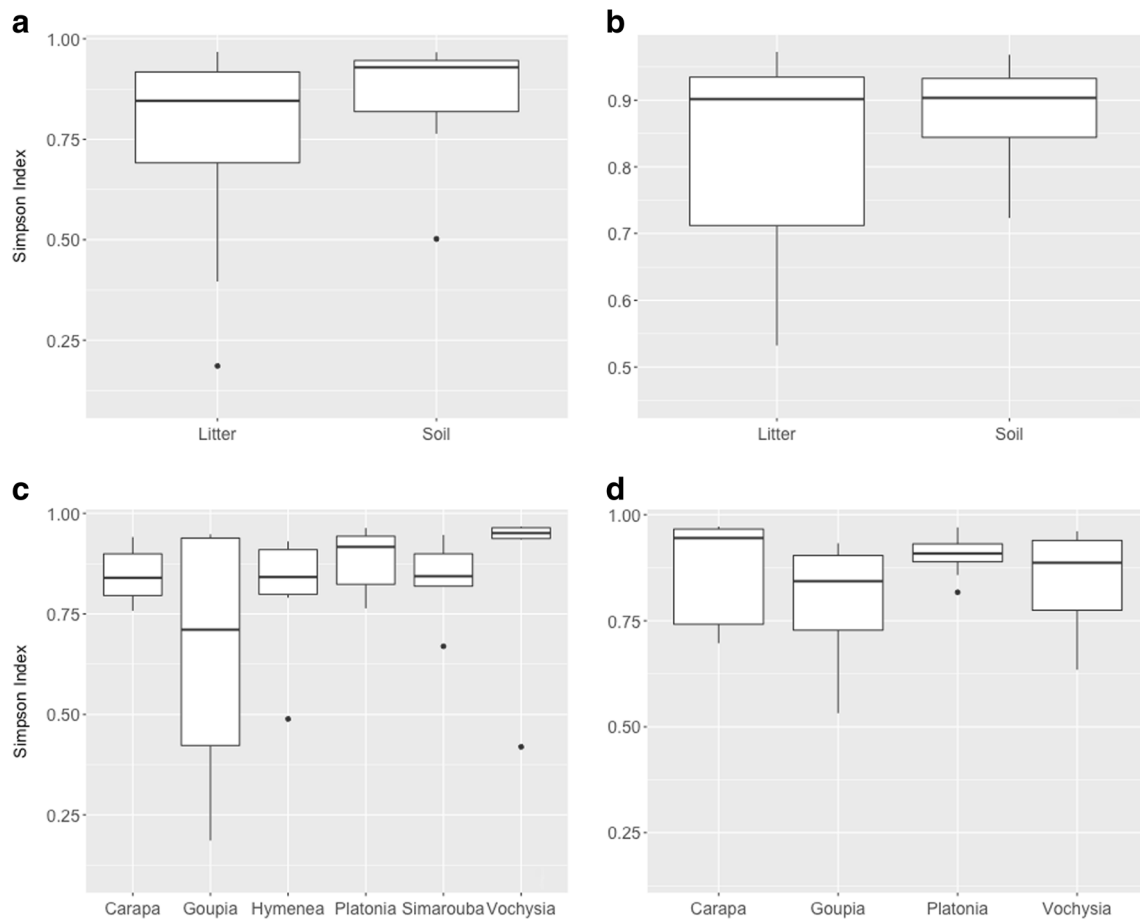 a
1.00
0.75
0.50
0.25
Simpson Index
Litter Soil
b
0.9
0.8
0.7
0.6
0.5
Litter Soil
c
1.00
0.75
0.50
0.25
Simpson Index
Carapa Goupia Hymenea Platonia Simarouba Vochysia
d
1.00
0.75
0.50
0.25
Carapa Goupia Platonia Vochysia